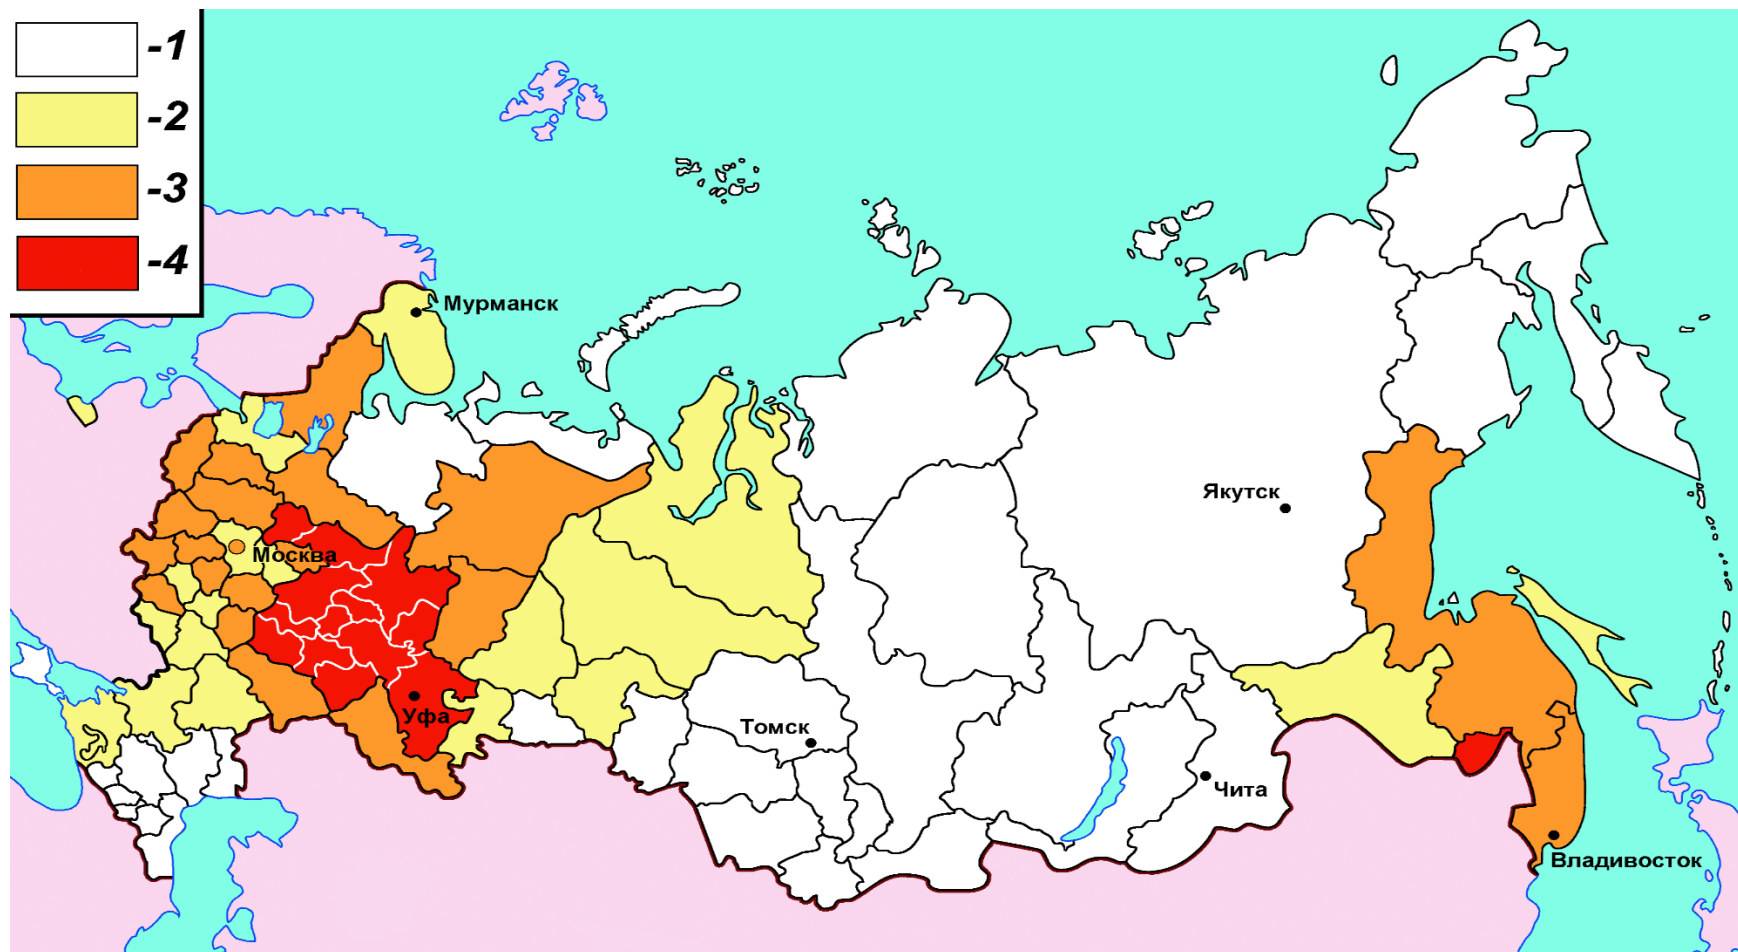 -1
-2
-3
-4
Мурманск
Якутск
Москва
Уфа
Томск
Чита
Владивосток